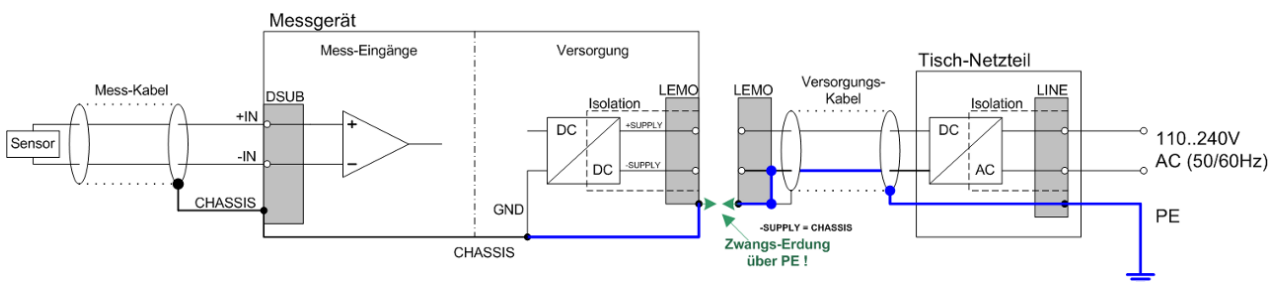 Messgerät
Mess-Eingänge
Versorgung
Tisch-Netzteil
Mess-Kabel
DSUB
LEMO
LEMO
Versorgungs-
Kabel
LINE
Isolation
Isolation
+IN
+
DC
+SUPPLY
DC
110..240V
AC (50/60Hz)
Sensor
-IN
−
DC
-SUPPLY
AC
CHASSIS
GND
PE
-SUPPLY = CHASSIS
CHASSIS
Zwangs-Erdung
über PE !